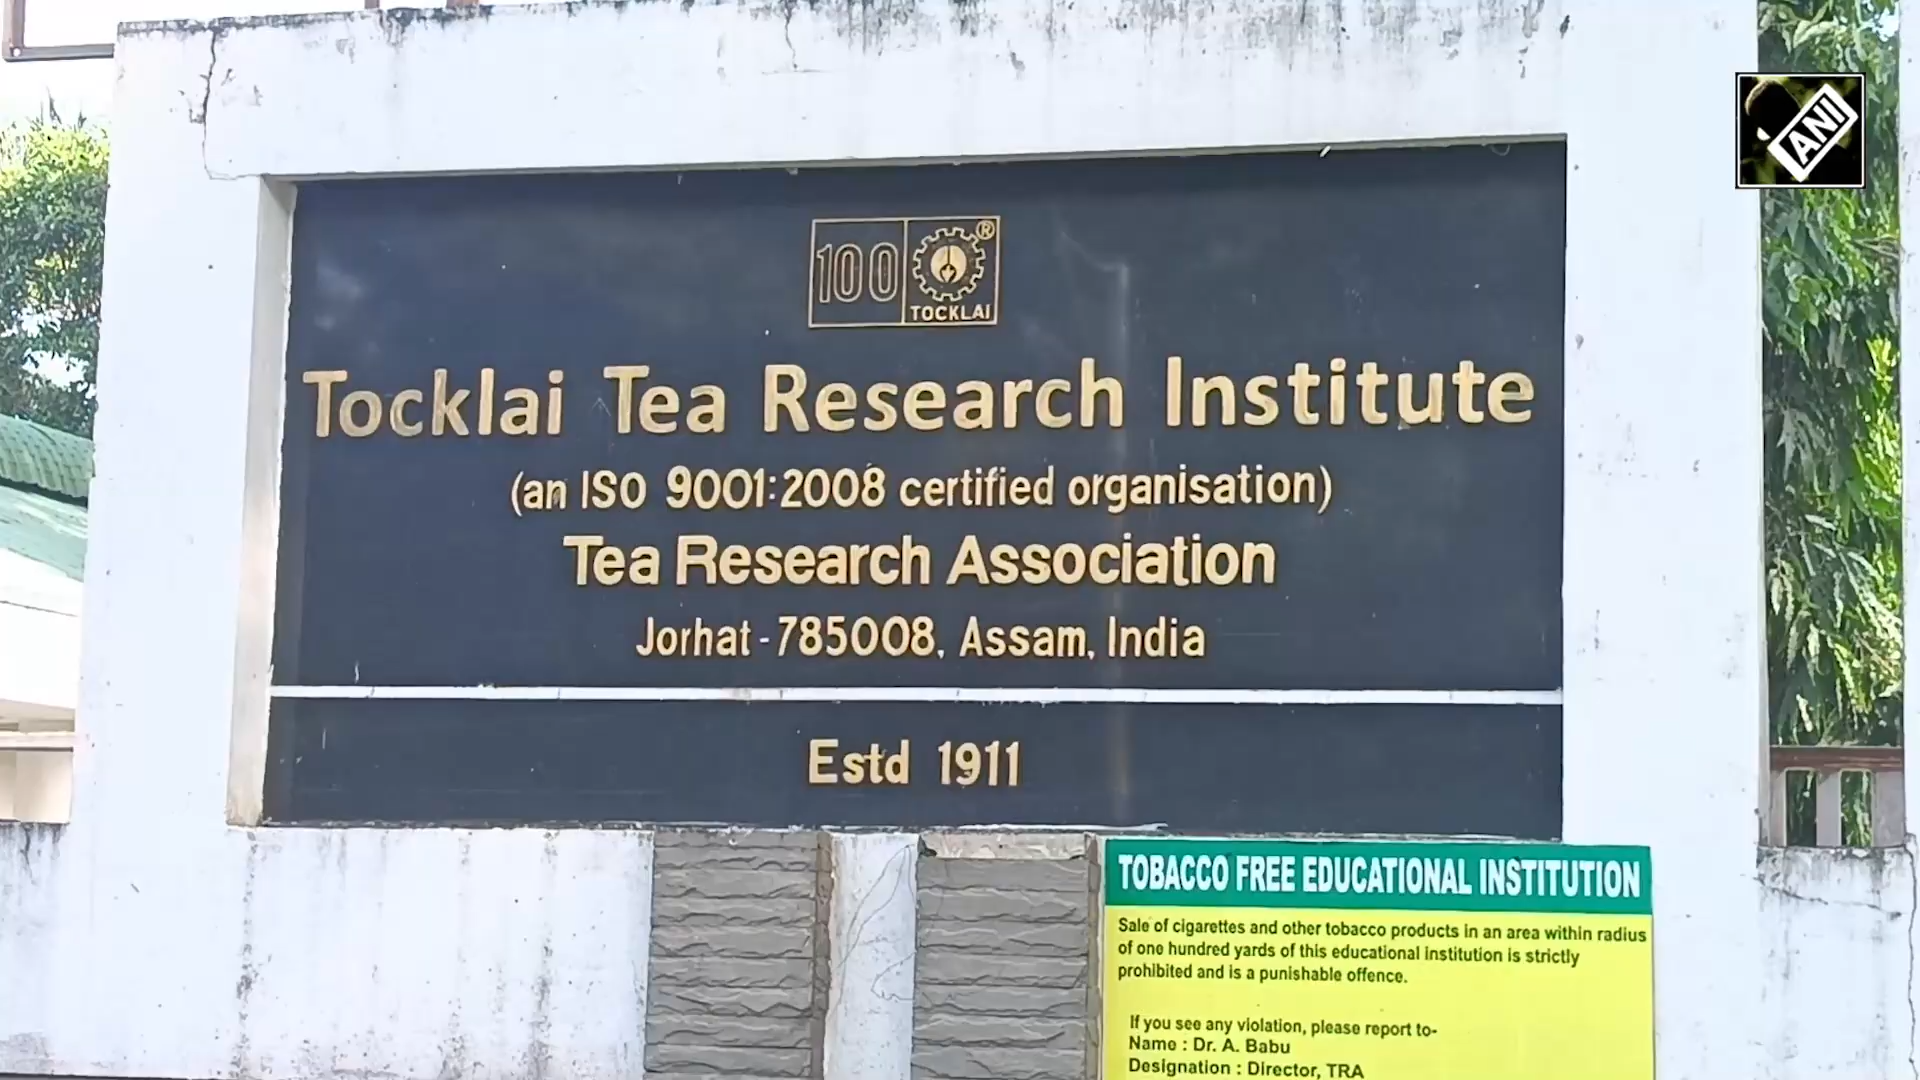 ANI
100
®
TOCKLAI
Tocklai Tea Research Institute
(an ISO 9001:2008 certified organisation)
Tea Research Association
Jorhat - 785008, Assam, India
Estd 1911
TOBACCO FREE EDUCATIONAL INSTITUTION
Sale of cigarettes and other tobacco products in an area within radius
of one hundred yards of this educational institution is strictly
prohibited and is a punishable offence.
If you see any violation, please report to-
Name : Dr. A. Babu
Designation : Director, TRA